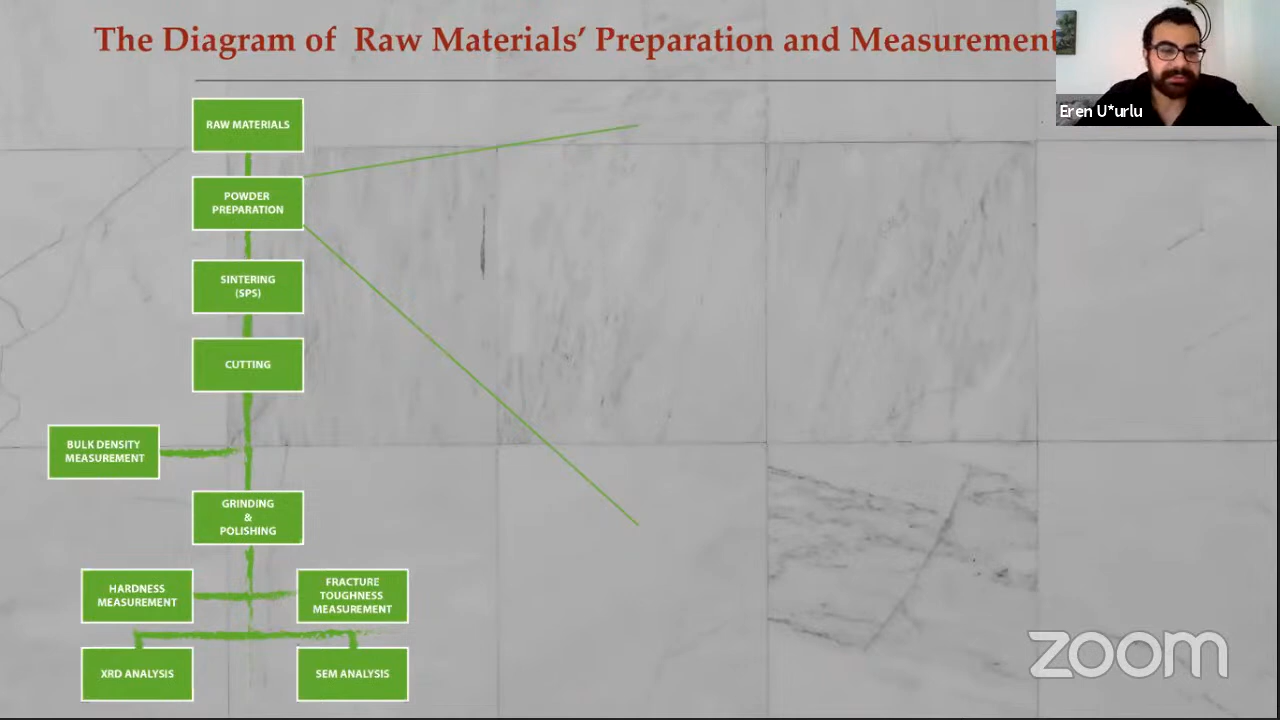 The Diagram of Raw Materials' Preparation and Measurement
Eren U*urlu
RAW MATERIALS
POWDER
PREPARATION
SINTERING
(SPS)
CUTTING
BULK DENSITY
MEASUREMENT
GRINDING
&
POLISHING
HARDNESS
MEASUREMENT
FRACTURE
TOUGHNESS
MEASUREMENT
XRD ANALYSIS
SEM ANALYSIS
zoom